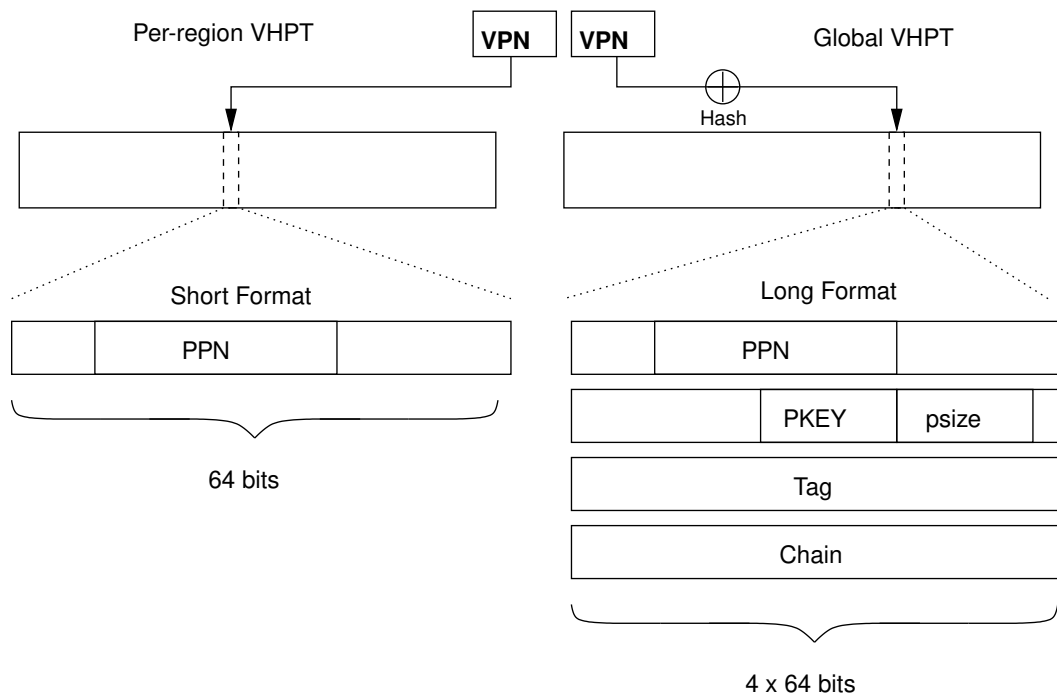 Per-region VHPT
VPN
VPN
Global VHPT
Hash
Short Format
PPN
64 bits
Long Format
PPN
PKEY
psize
Tag
Chain
4 x 64 bits